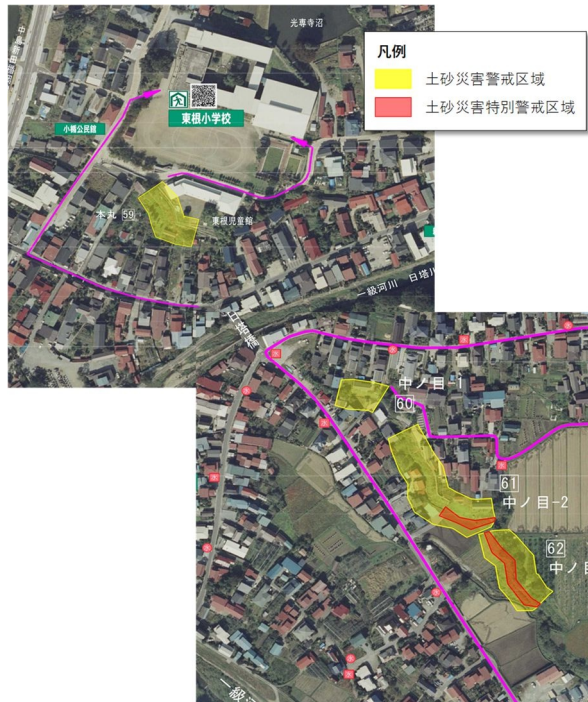 光専寺沼
凡例
土砂災害警戒区域
土砂災害特別警戒区域
東根小学校
小楯公民館
本丸 59
東根児童館
一級河川 日塔川
日塔橋
中ノ目-1
60
61
中ノ目-2
62
中ノ目
一級河